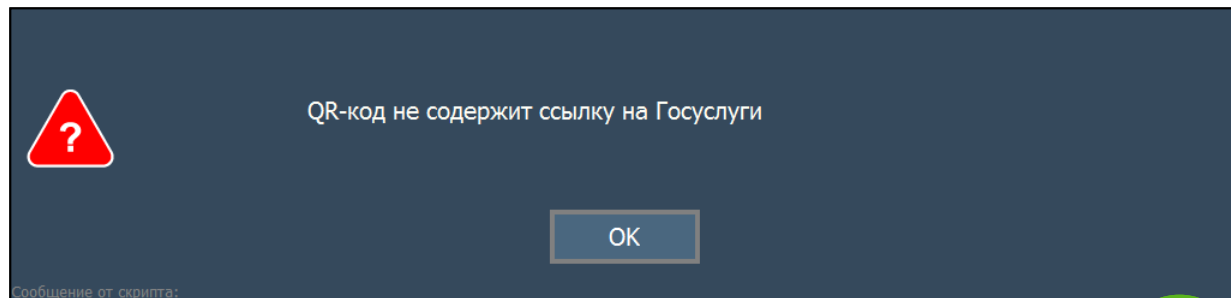 ?
QR-код не содержит ссылку на Госуслуги
OK
Сообщение от скрипта: